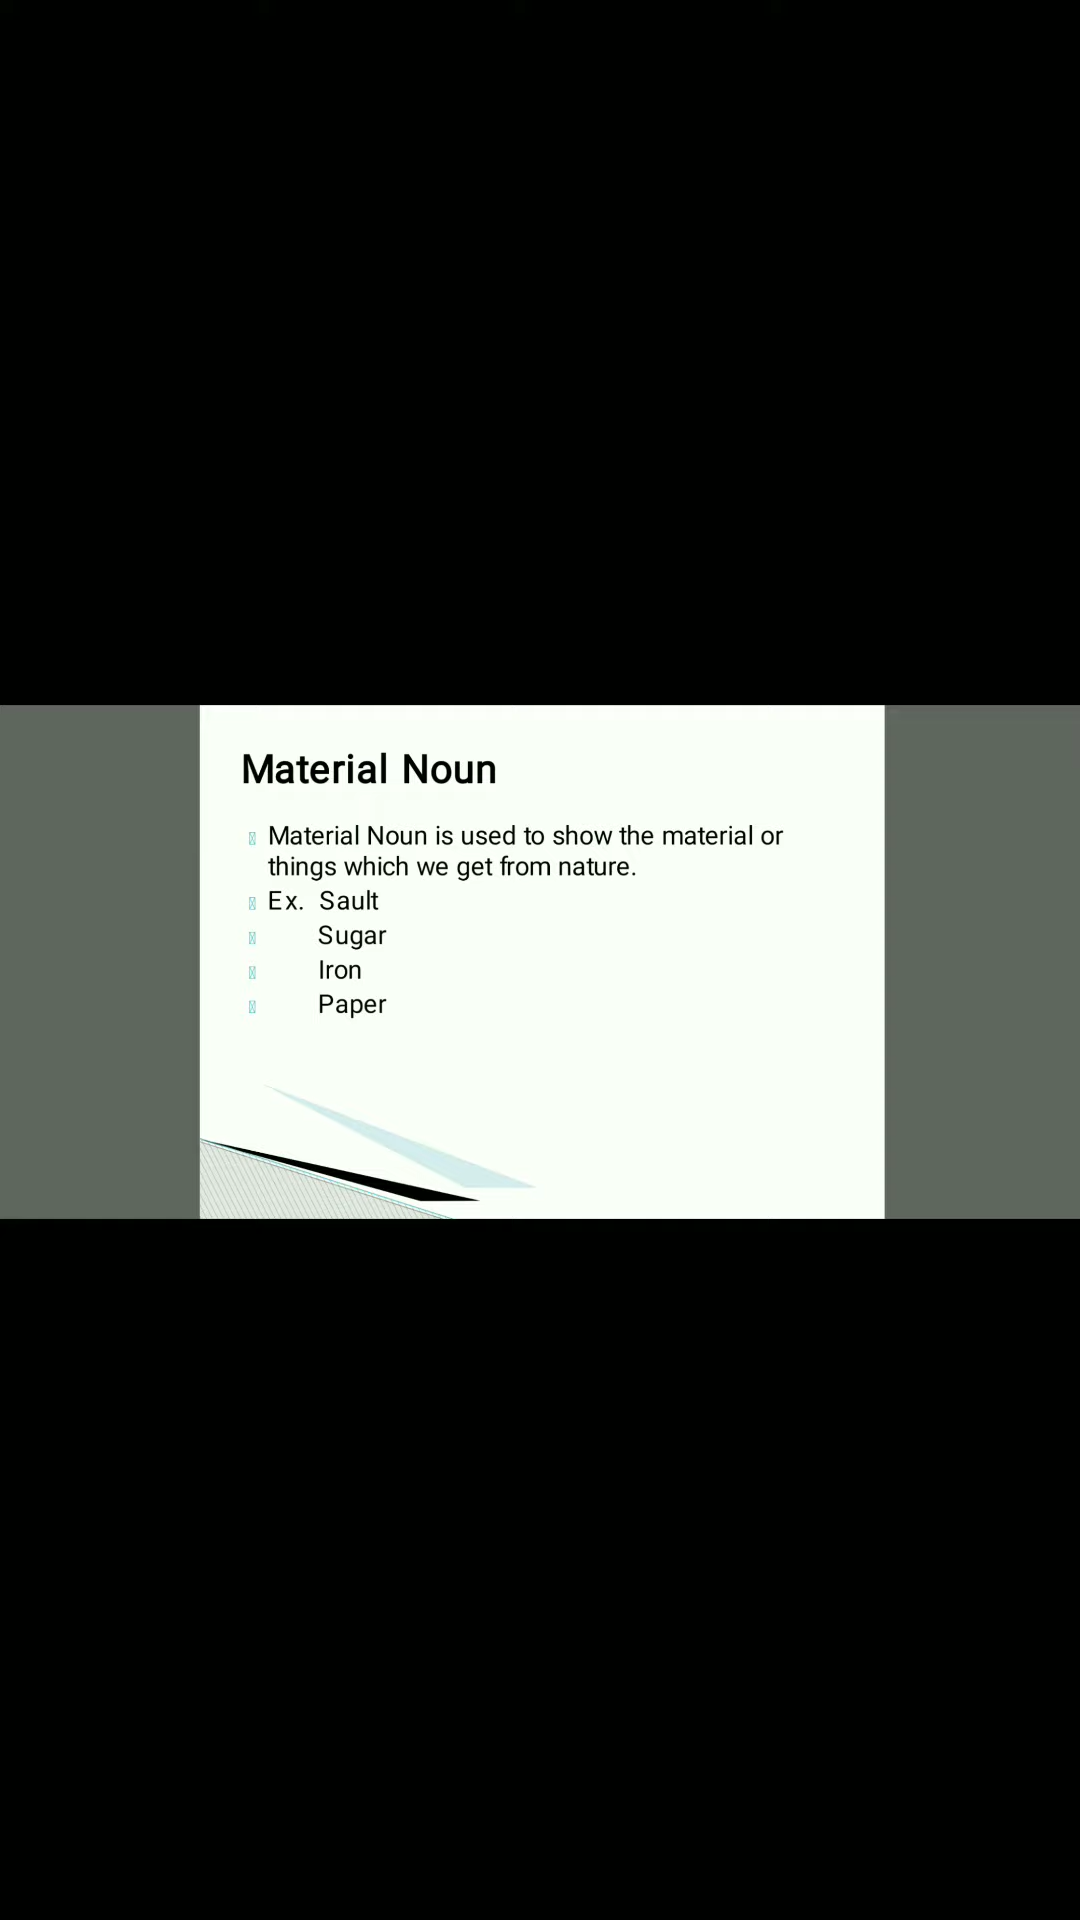 Material Noun
Material Noun is used to show the material or
things which we get from nature.
Ex. Sault
Sugar
Iron
Paper